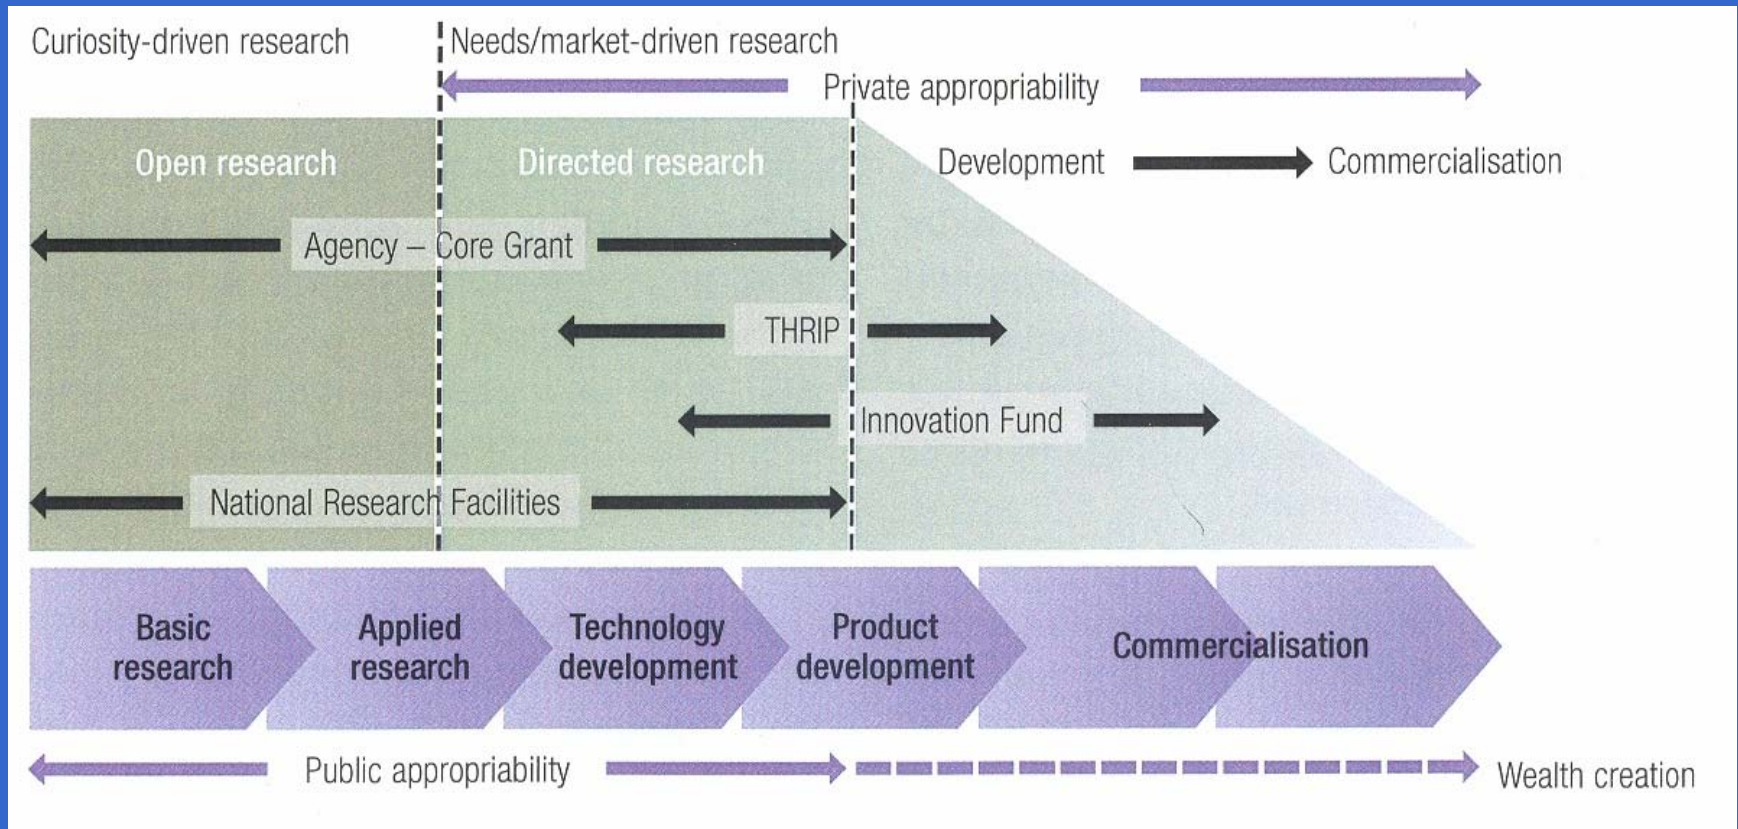 Curiosity-driven research
Needs/market-driven research
Private appropriability
Open research
Directed research
Development
Commercialisation
Agency – Core Grant
THRIP
Innovation Fund
National Research Facilities
Basic
research
Applied
research
Technology
development
Product
development
Commercialisation
Public appropriability
Wealth creation